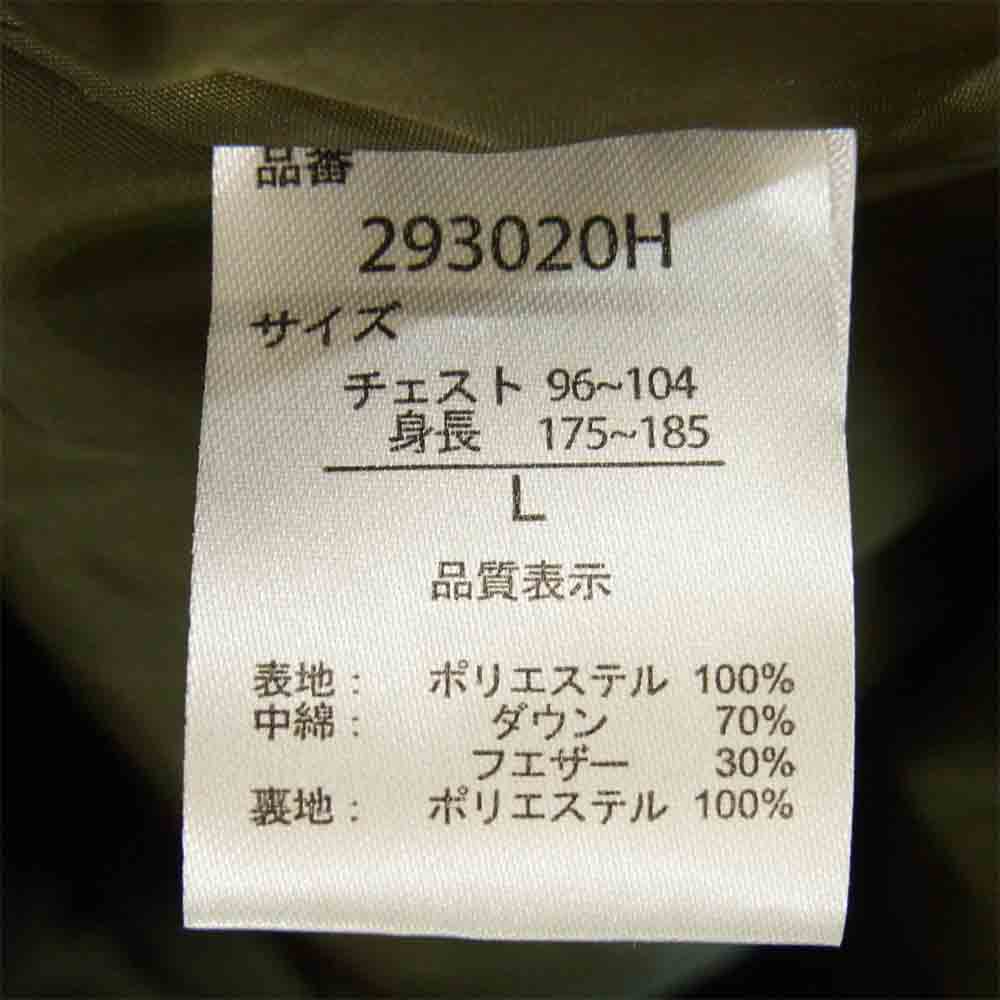 品番
293020H
サイズ
チェスト 96~104
身長 175~185
L
品質表示
表地： ポリエステル 100%
中綿： ダウン 70%
フエザー 30%
裏地： ポリエステル 100%